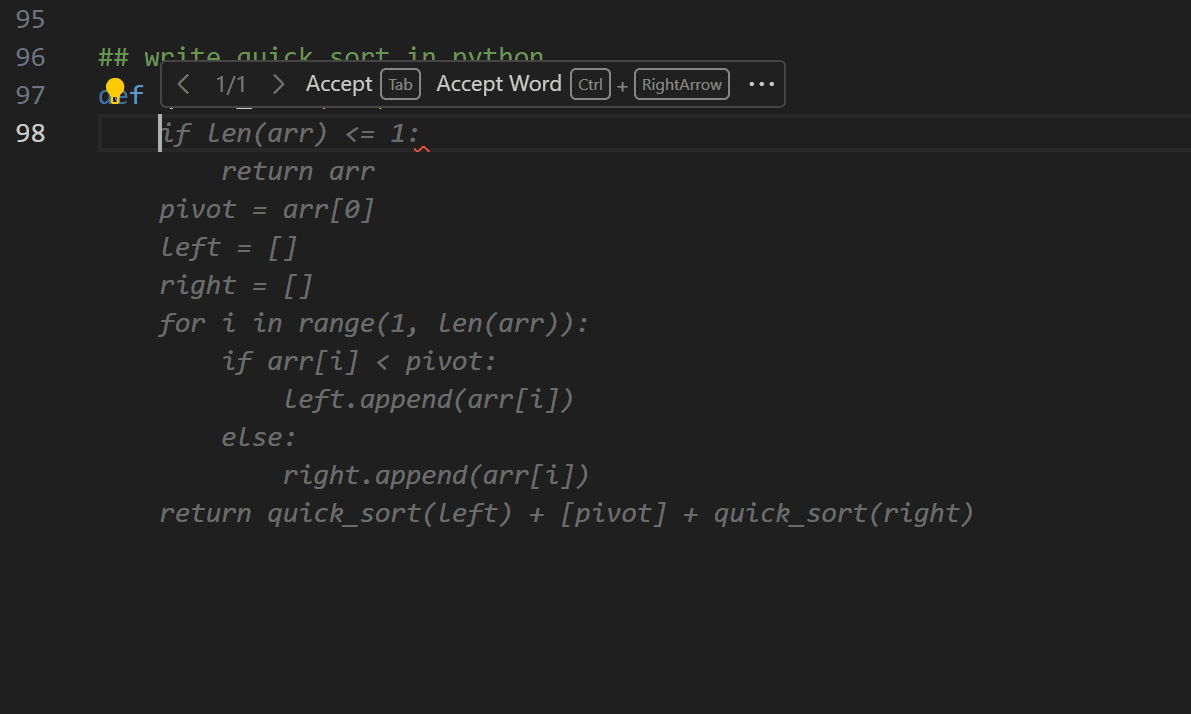 95
96 ## write quick sort in python
1/1 Accept Tab Accept Word Ctrl + RightArrow ...
97 def
98 if len(arr) <= 1:
return arr
pivot = arr[0]
left = []
right = []
for i in range(1, len(arr)):
if arr[i] < pivot:
left.append(arr[i])
else:
right.append(arr[i])
return quick_sort(left) + [pivot] + quick_sort(right)